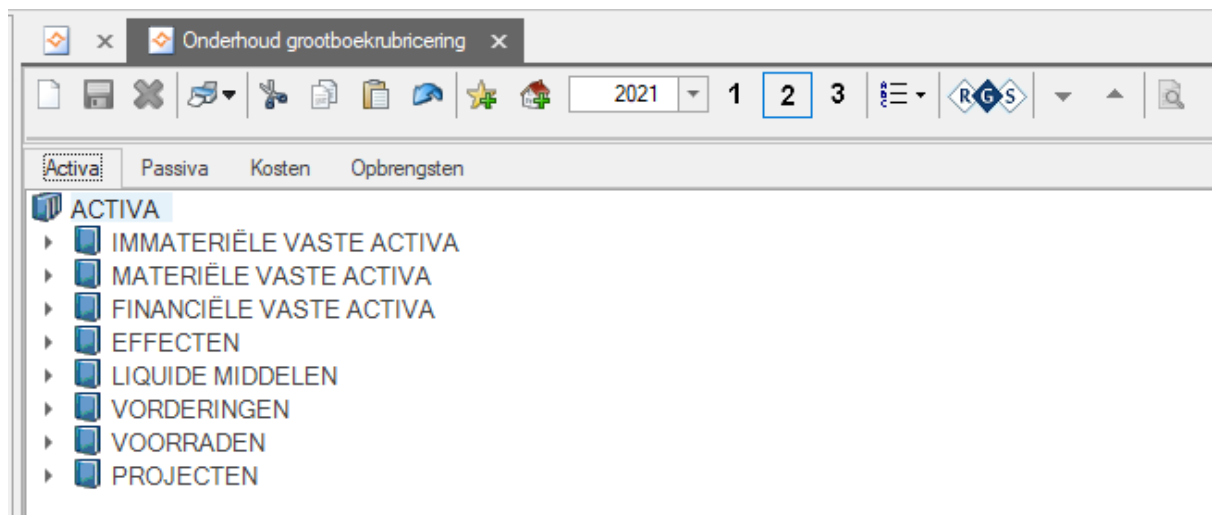 Onderhoud grootboekrubricering
2021 1 2 3 RGS
Activa Passiva Kosten Opbrengsten
ACTIVA
IMMATERIËLE VASTE ACTIVA
MATERIËLE VASTE ACTIVA
FINANCIËLE VASTE ACTIVA
EFFECTEN
LIQUIDE MIDDELEN
VORDERINGEN
VOORRADEN
PROJECTEN